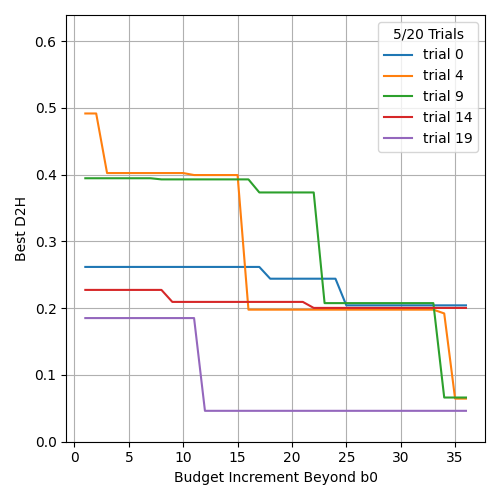 5/20 Trials
trial 0
trial 4
trial 9
trial 14
trial 19
Best D2H
0.6
0.5
0.4
0.3
0.2
0.1
0.0
0 5 10 15 20 25 30 35
Budget Increment Beyond b0